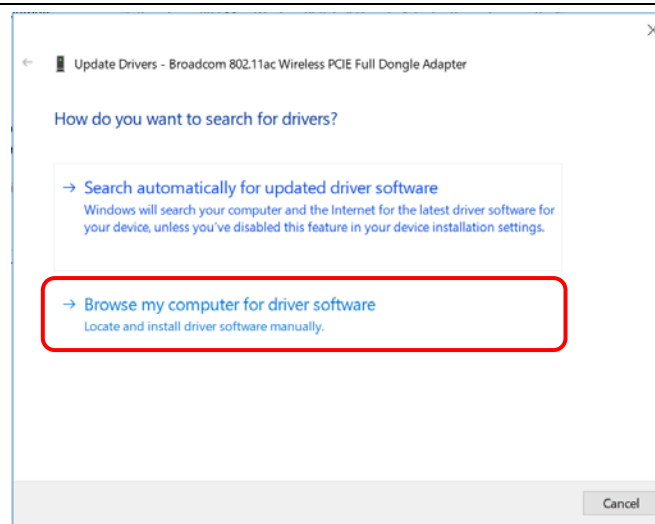 Update Drivers - Broadcom 802.11ac Wireless PCIE Full Dongle Adapter
How do you want to search for drivers?
→ Search automatically for updated driver software
Windows will search your computer and the Internet for the latest driver software for
your device, unless you've disabled this feature in your device installation settings.
→ Browse my computer for driver software
Locate and install driver software manually.
Cancel